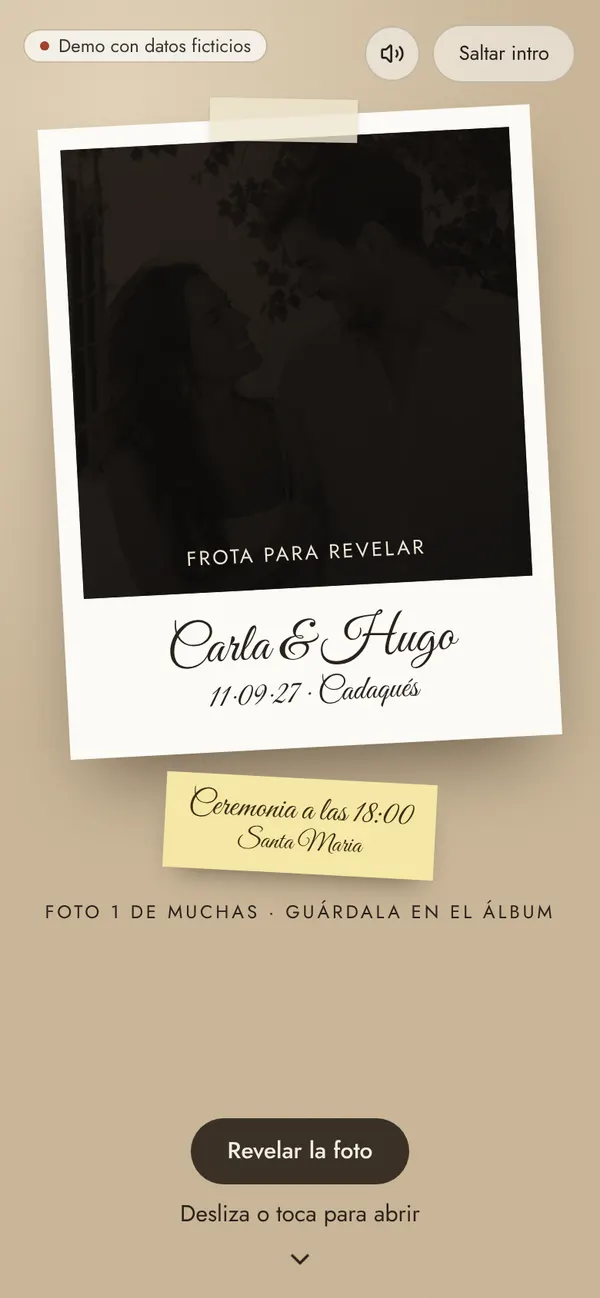 Demo con datos ficticios
Saltar intro
FROTA PARA REVELAR
Carla & Hugo
11·09·27 · Cadaqués
Ceremonia a las 18:00
Santa Maria
FOTO 1 DE MUCHAS · GUÁRDALA EN EL ÁLBUM
Revelar la foto
Desliza o toca para abrir